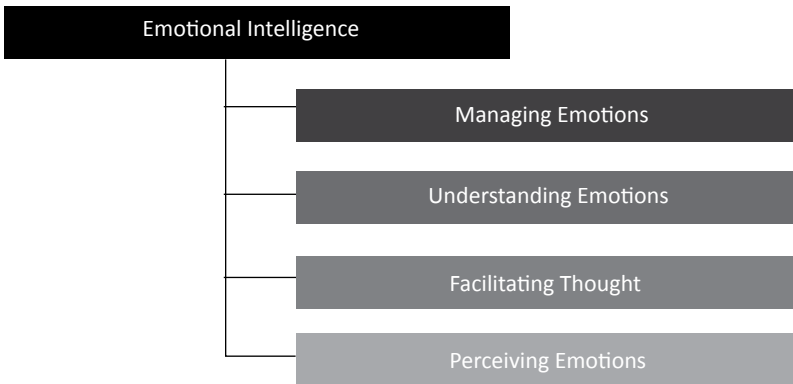 Emotional Intelligence
Managing Emotions
Understanding Emotions
Facilitating Thought
Perceiving Emotions